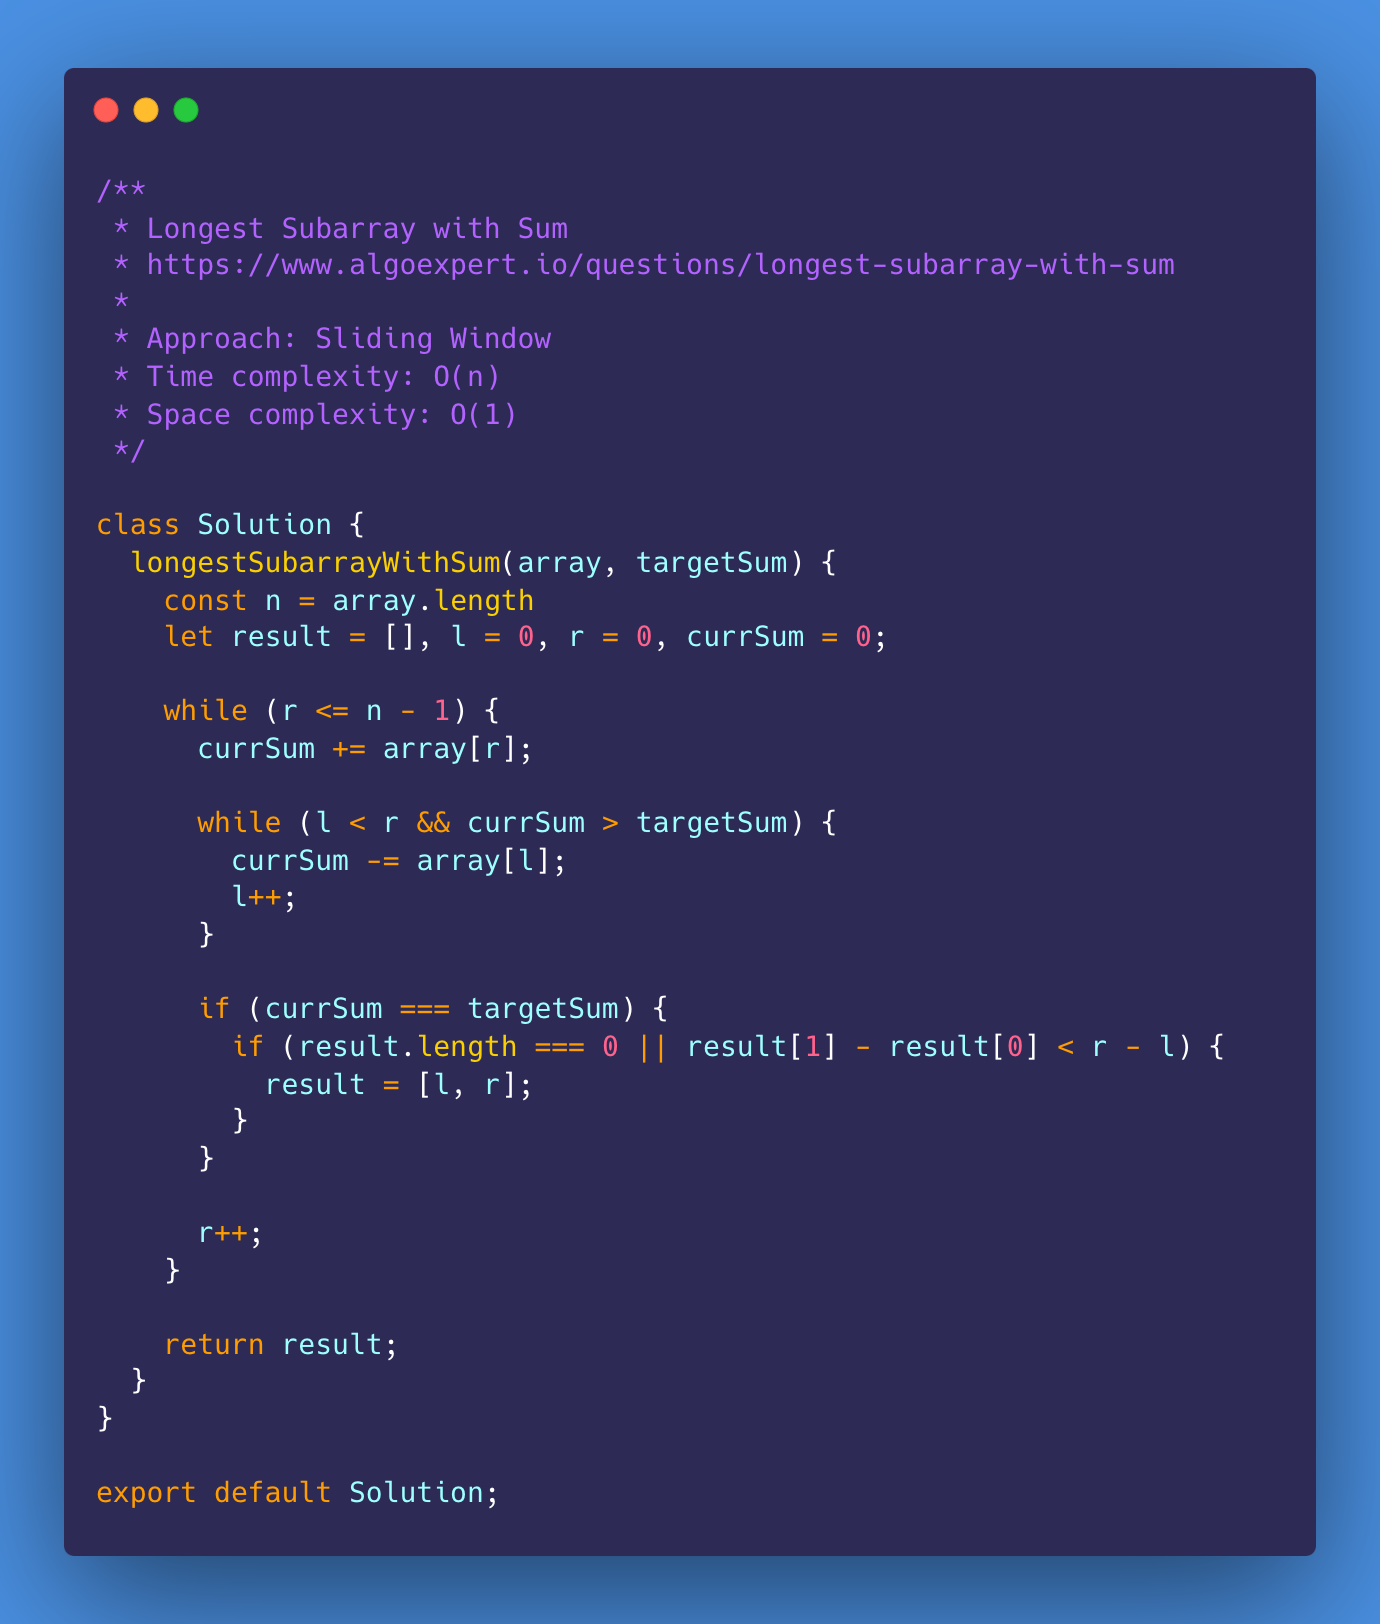 /**
 * Longest Subarray with Sum
 * https://www.algoexpert.io/questions/longest-subarray-with-sum
 *
 * Approach: Sliding Window
 * Time complexity: O(n)
 * Space complexity: O(1)
 */

class Solution {
  longestSubarrayWithSum(array, targetSum) {
    const n = array.length
    let result = [], l = 0, r = 0, currSum = 0;

    while (r <= n - 1) {
      currSum += array[r];

      while (l < r && currSum > targetSum) {
        currSum -= array[l];
        l++;
      }

      if (currSum === targetSum) {
        if (result.length === 0 || result[1] - result[0] < r - l) {
          result = [l, r];
        }
      }

      r++;
    }

    return result;
  }
}

export default Solution;